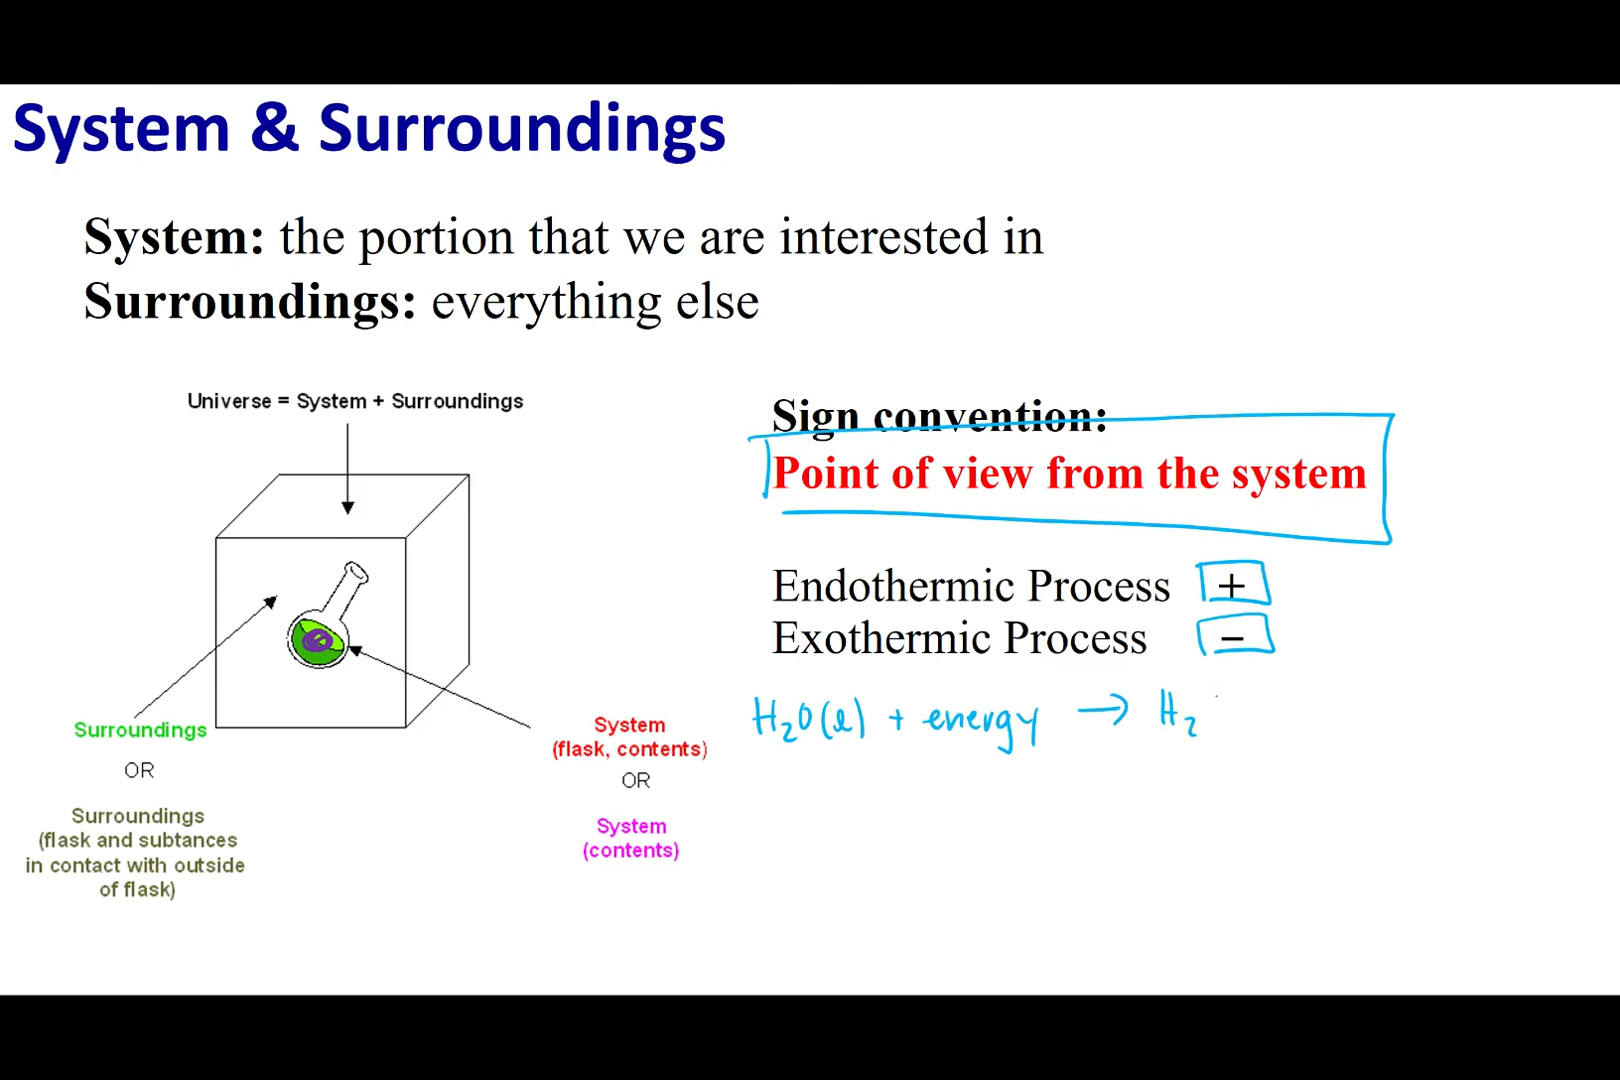 System & Surroundings
System: the portion that we are interested in
Surroundings: everything else
Universe = System + Surroundings
Surroundings
OR
Surroundings
(flask and subtances
in contact with outside
of flask)
System
(flask, contents)
OR
System
(contents)
Sign convention:
Point of view from the system
Endothermic Process +
Exothermic Process −
H₂O(l) + energy → H₂